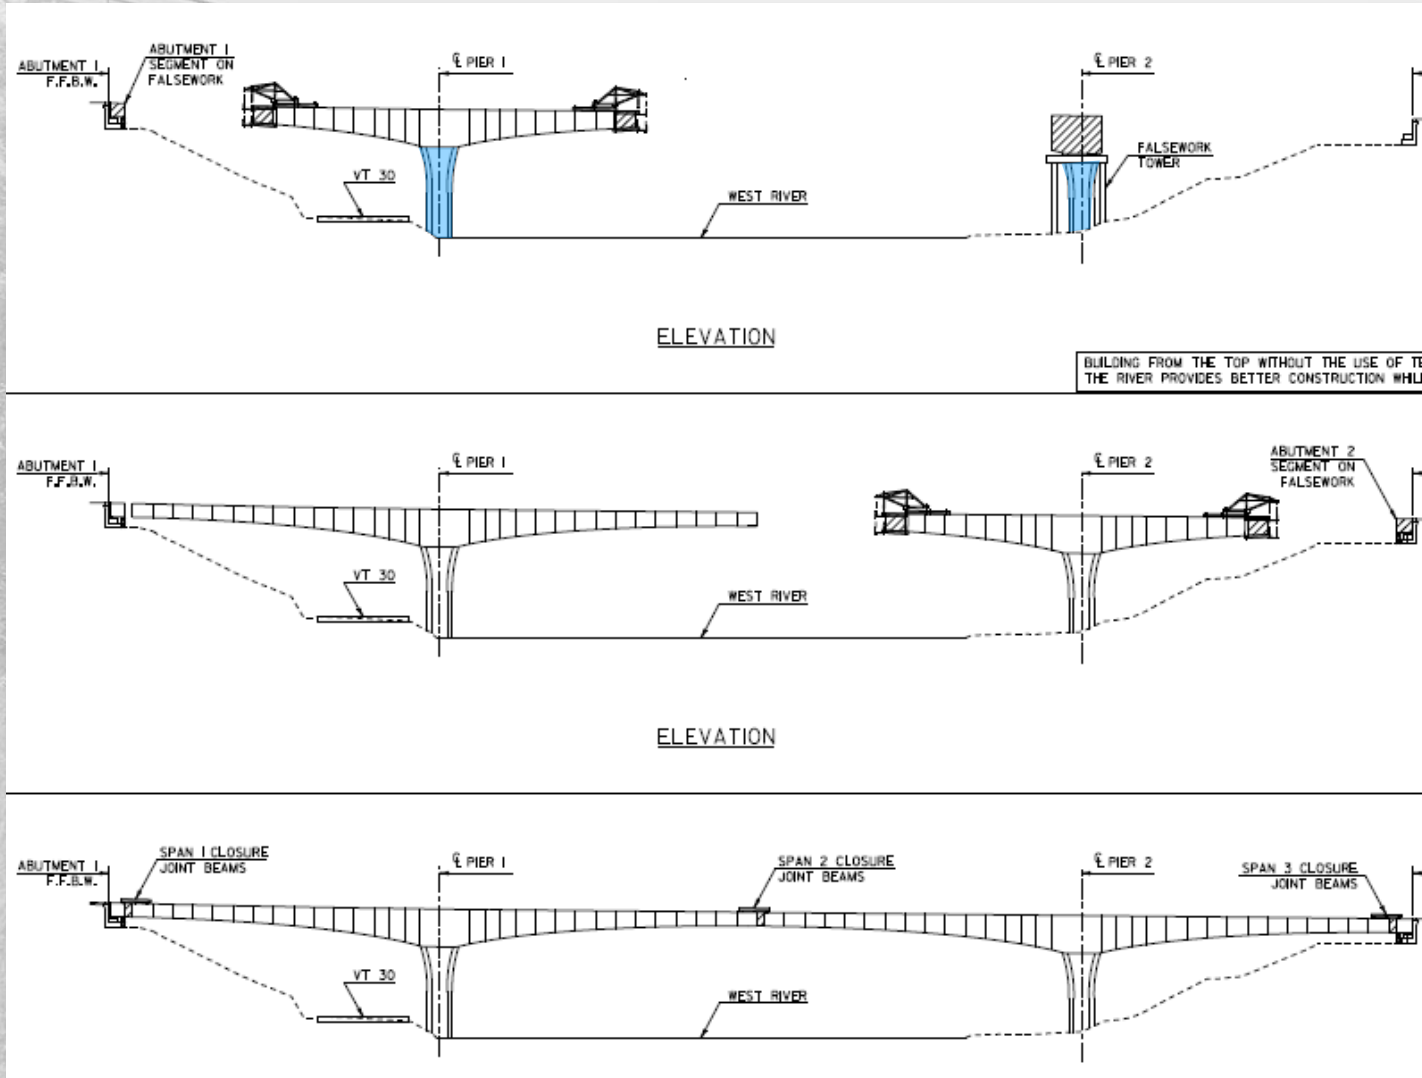 ABUTMENT 1
F.F.B.W.
ABUTMENT 1
SEGMENT ON
FALSEWORK
℄ PIER 1
℄ PIER 2
VT 30
WEST RIVER
FALSEWORK
TOWER
ELEVATION
BUILDING FROM THE TOP WITHOUT THE USE OF
THE RIVER PROVIDES BETTER CONSTRUCTION
ABUTMENT 1
F.F.B.W.
℄ PIER 1
℄ PIER 2
ABUTMENT 2
SEGMENT ON
FALSEWORK
VT 30
WEST RIVER
ELEVATION
ABUTMENT 1
F.F.B.W.
SPAN 1 CLOSURE
JOINT BEAMS
℄ PIER 1
SPAN 2 CLOSURE
JOINT BEAMS
℄ PIER 2
SPAN 3 CLOSURE
JOINT BEAMS
VT 30
WEST RIVER